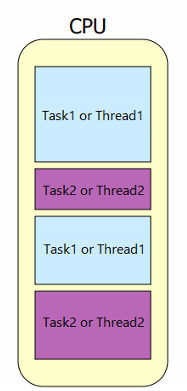 CPU
Task1 or Thread1
Task2 or Thread2
Task1 or Thread1
Task2 or Thread2